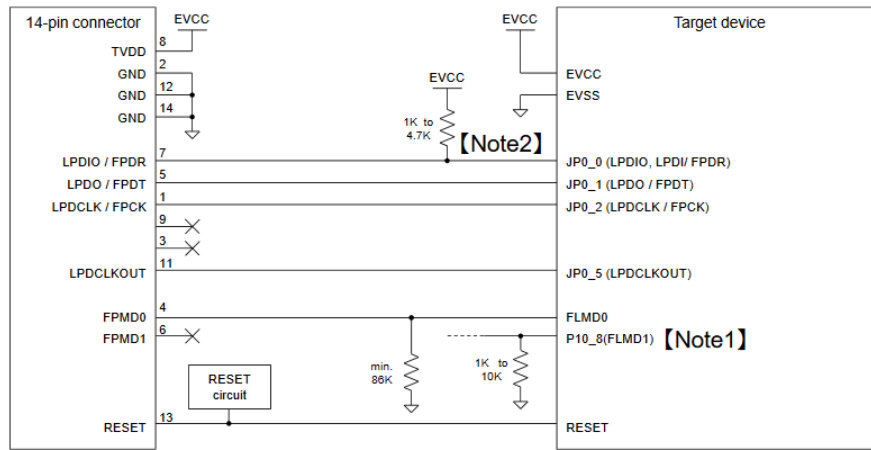 14-pin connector
EVCC
EVCC
Target device
8
TVDD
2
GND
EVCC
EVCC
12
GND
EVSS
14
GND
1K to
4.7K
【Note2】
7
LPDIO / FPDR
JP0_0 (LPDIO, LPDI/ FPDR)
5
LPDO / FPDT
JP0_1 (LPDO / FPDT)
1
LPDCLK / FPCK
JP0_2 (LPDCLK / FPCK)
9
3
11
LPDCLKOUT
JP0_5 (LPDCLKOUT)
4
FPMD0
FLMD0
6
FPMD1
P10_8(FLMD1) 【Note1】
min.
86K
1K to
10K
RESET
circuit
13
RESET
RESET